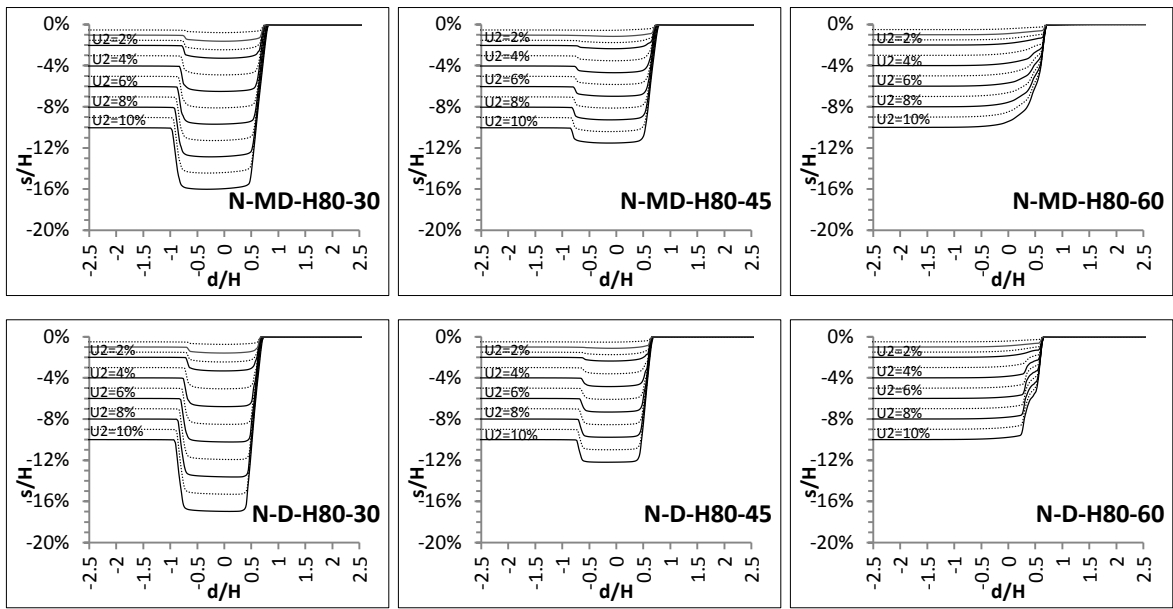 0%
-4%
-8%
-12%
-16%
-20%
s/H
U2=2%
U2=4%
U2=6%
U2=8%
U2=10%
N-MD-H80-30
-2.5
-2
-1.5
-1
-0.5
0
0.5
1
1.5
2
2.5
d/H
0%
-4%
-8%
-12%
-16%
-20%
s/H
U2=2%
U2=4%
U2=6%
U2=8%
U2=10%
N-MD-H80-45
-2.5
-2
-1.5
-1
-0.5
0
0.5
1
1.5
2
2.5
d/H
0%
-4%
-8%
-12%
-16%
-20%
s/H
U2=2%
U2=4%
U2=6%
U2=8%
U2=10%
N-MD-H80-60
-2.5
-2
-1.5
-1
-0.5
0
0.5
1
1.5
2
2.5
d/H
0%
-4%
-8%
-12%
-16%
-20%
s/H
U2=2%
U2=4%
U2=6%
U2=8%
U2=10%
N-D-H80-30
-2.5
-2
-1.5
-1
-0.5
0
0.5
1
1.5
2
2.5
d/H
0%
-4%
-8%
-12%
-16%
-20%
s/H
U2=2%
U2=4%
U2=6%
U2=8%
U2=10%
N-D-H80-45
-2.5
-2
-1.5
-1
-0.5
0
0.5
1
1.5
2
2.5
d/H
0%
-4%
-8%
-12%
-16%
-20%
s/H
U2=2%
U2=4%
U2=6%
U2=8%
U2=10%
N-D-H80-60
-2.5
-2
-1.5
-1
-0.5
0
0.5
1
1.5
2
2.5
d/H